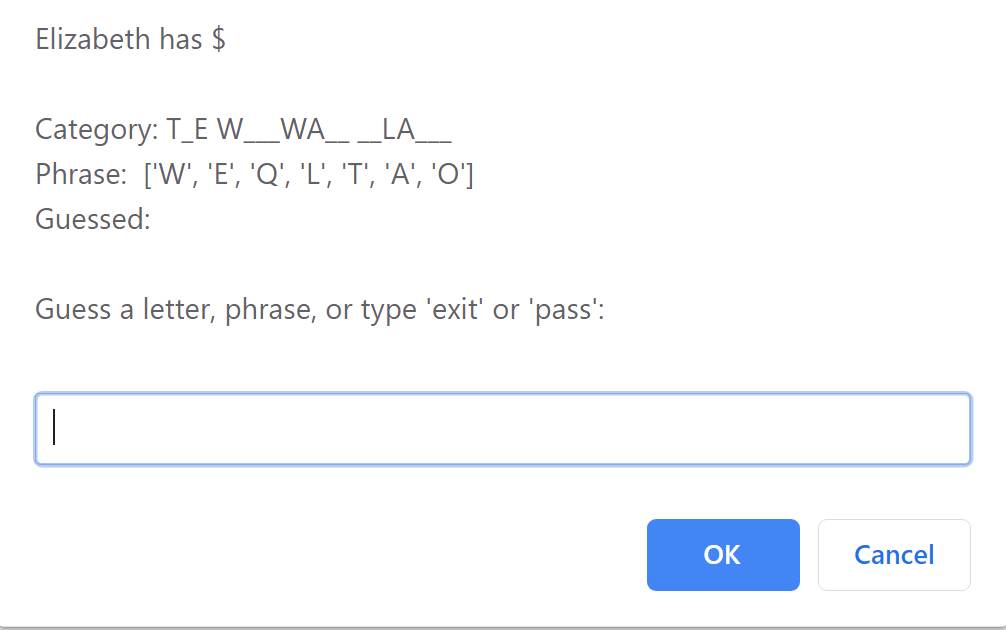 Elizabeth has $
Category: T_E W___WA__ __LA___
Phrase:  ['W', 'E', 'Q', 'L', 'T', 'A', 'O']
Guessed:
Guess a letter, phrase, or type 'exit' or 'pass':
OK
Cancel